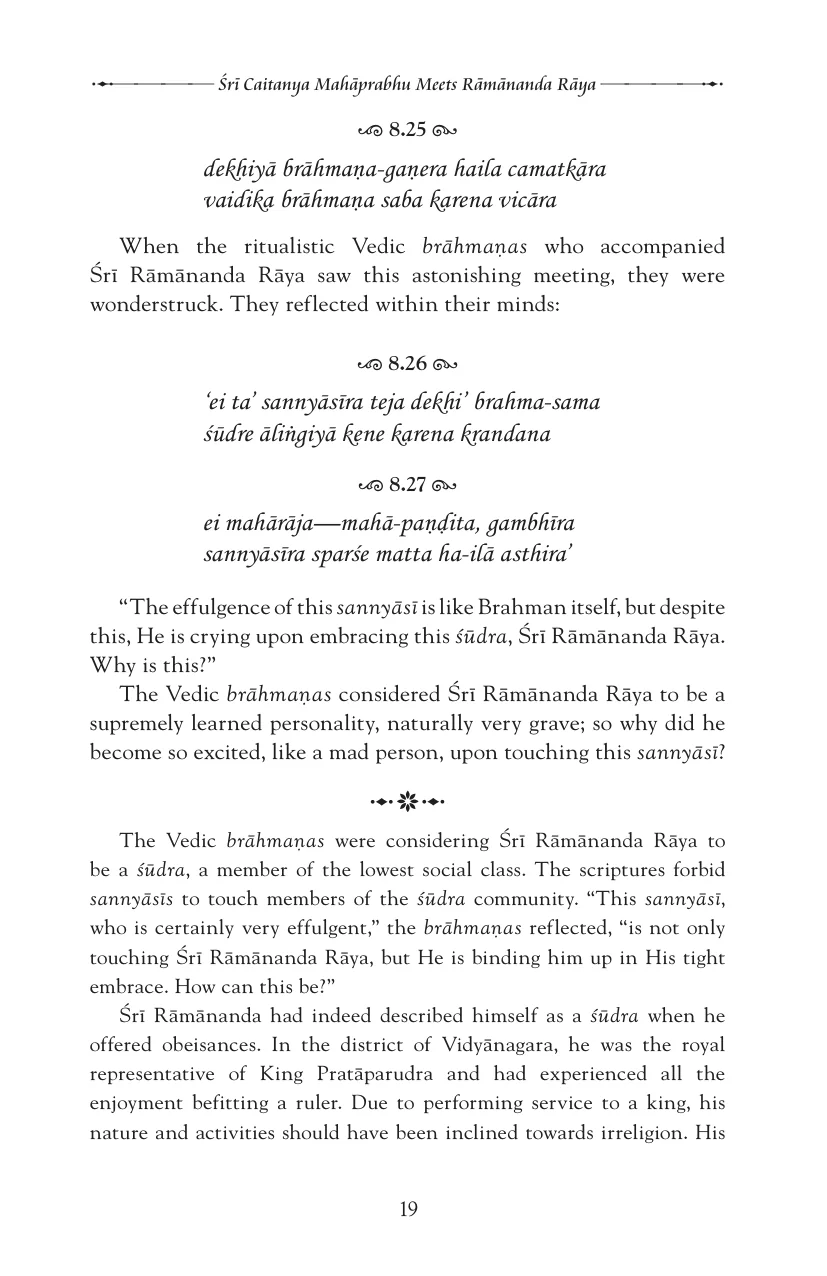 Śrī Caitanya Mahāprabhu Meets Rāmānanda Rāya
8.25
dekhiyā brāhmaṇa-gaṇera haila camatkāra
vaidika brāhmaṇa saba karena vicāra
When the ritualistic Vedic brāhmaṇas who accompanied
Śrī Rāmānanda Rāya saw this astonishing meeting, they were
wonderstruck. They reflected within their minds:
8.26
‘ei ta’ sannyāsīra teja dekhi’ brahma-sama
śūdre āliṅgiyā kene karena krandana
8.27
ei mahārāja—mahā-paṇḍita, gambhīra
sannyāsīra sparśe matta ha-ilā asthira’
“The effulgence of this sannyāsī is like Brahman itself, but despite
this, He is crying upon embracing this śūdra, Śrī Rāmānanda Rāya.
Why is this?”
The Vedic brāhmaṇas considered Śrī Rāmānanda Rāya to be a
supremely learned personality, naturally very grave; so why did he
become so excited, like a mad person, upon touching this sannyāsī?
The Vedic brāhmaṇas were considering Śrī Rāmānanda Rāya to
be a śūdra, a member of the lowest social class. The scriptures forbid
sannyāsīs to touch members of the śūdra community. “This sannyāsī,
who is certainly very effulgent,” the brāhmaṇas reflected, “is not only
touching Śrī Rāmānanda Rāya, but He is binding him up in His tight
embrace. How can this be?”
Śrī Rāmānanda had indeed described himself as a śūdra when he
offered obeisances. In the district of Vidyānagara, he was the royal
representative of King Pratāparudra and had experienced all the
enjoyment befitting a ruler. Due to performing service to a king, his
nature and activities should have been inclined towards irreligion. His
19